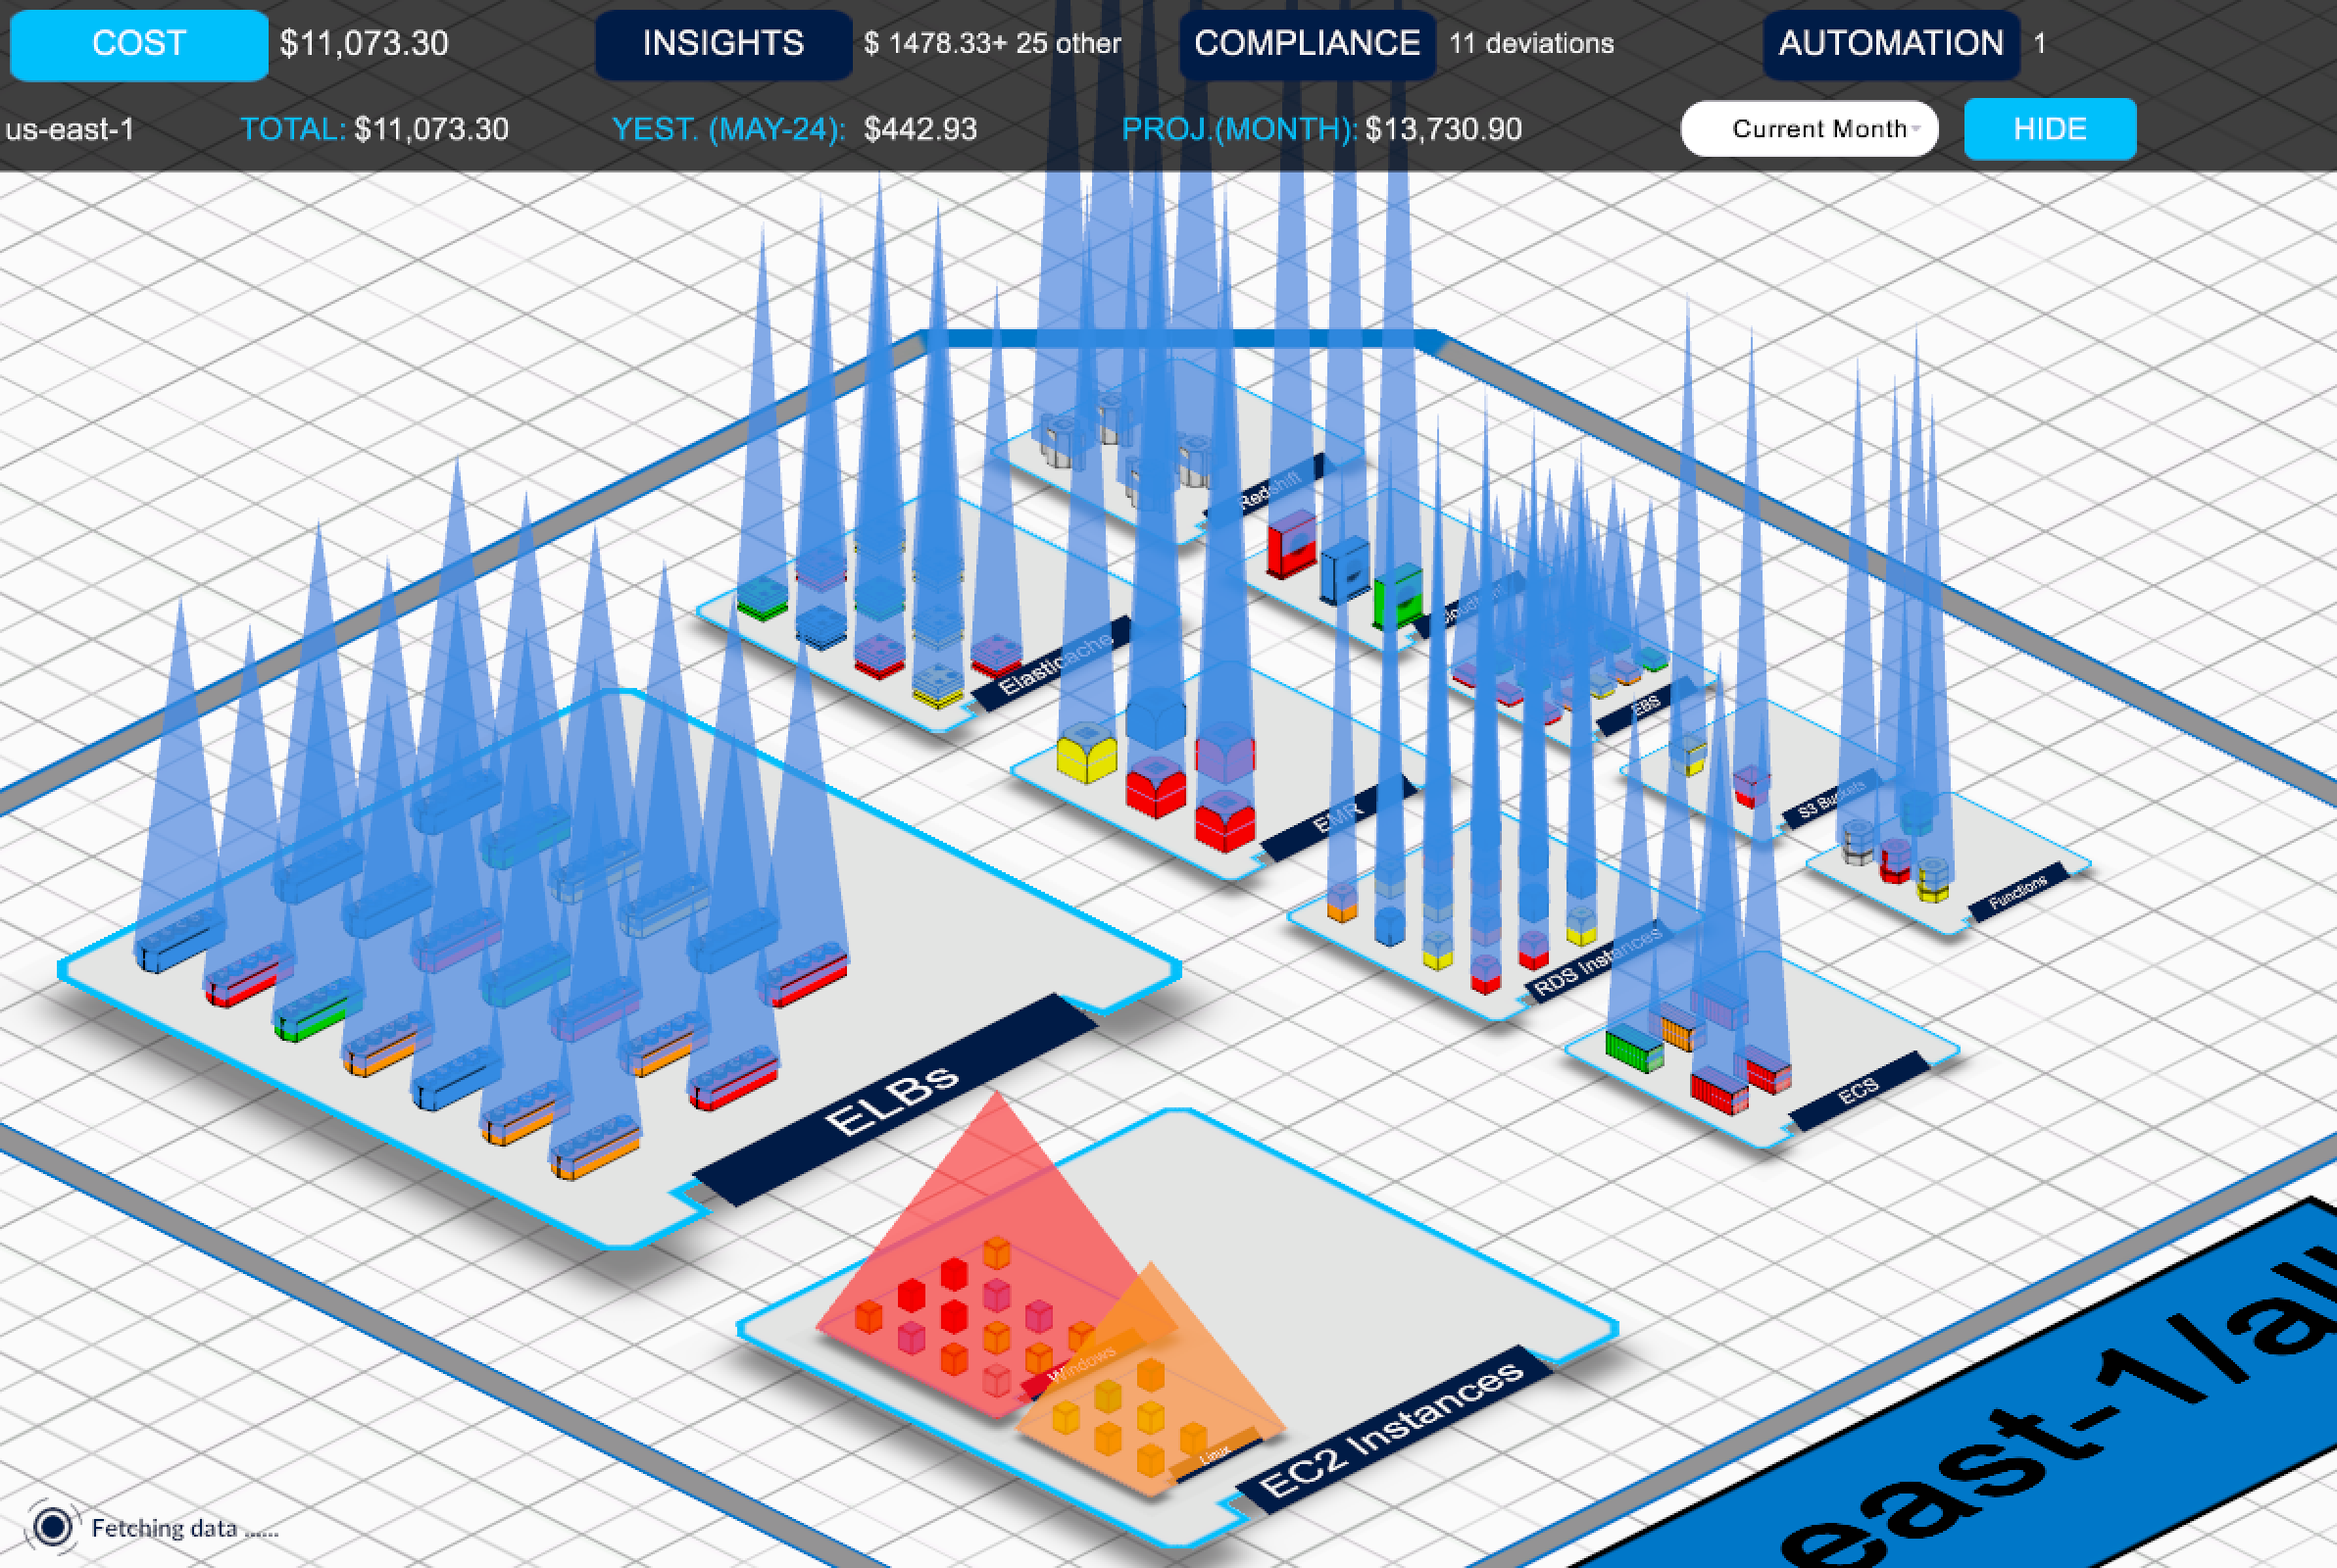 COST $11,073.30 INSIGHTS $ 1478.33+ 25 other COMPLIANCE 11 deviations AUTOMATION 1
us-east-1 TOTAL: $11,073.30 YEST. (MAY-24): $442.93 PROJ.(MONTH): $13,730.90 Current Month HIDE
Redshift
Elasticache
EBS
S3 Buckets
EMR
Functions
RDS Instances
ECS
ELBs
Windows
Linux
EC2 Instances
east-1/all
Fetching data ......